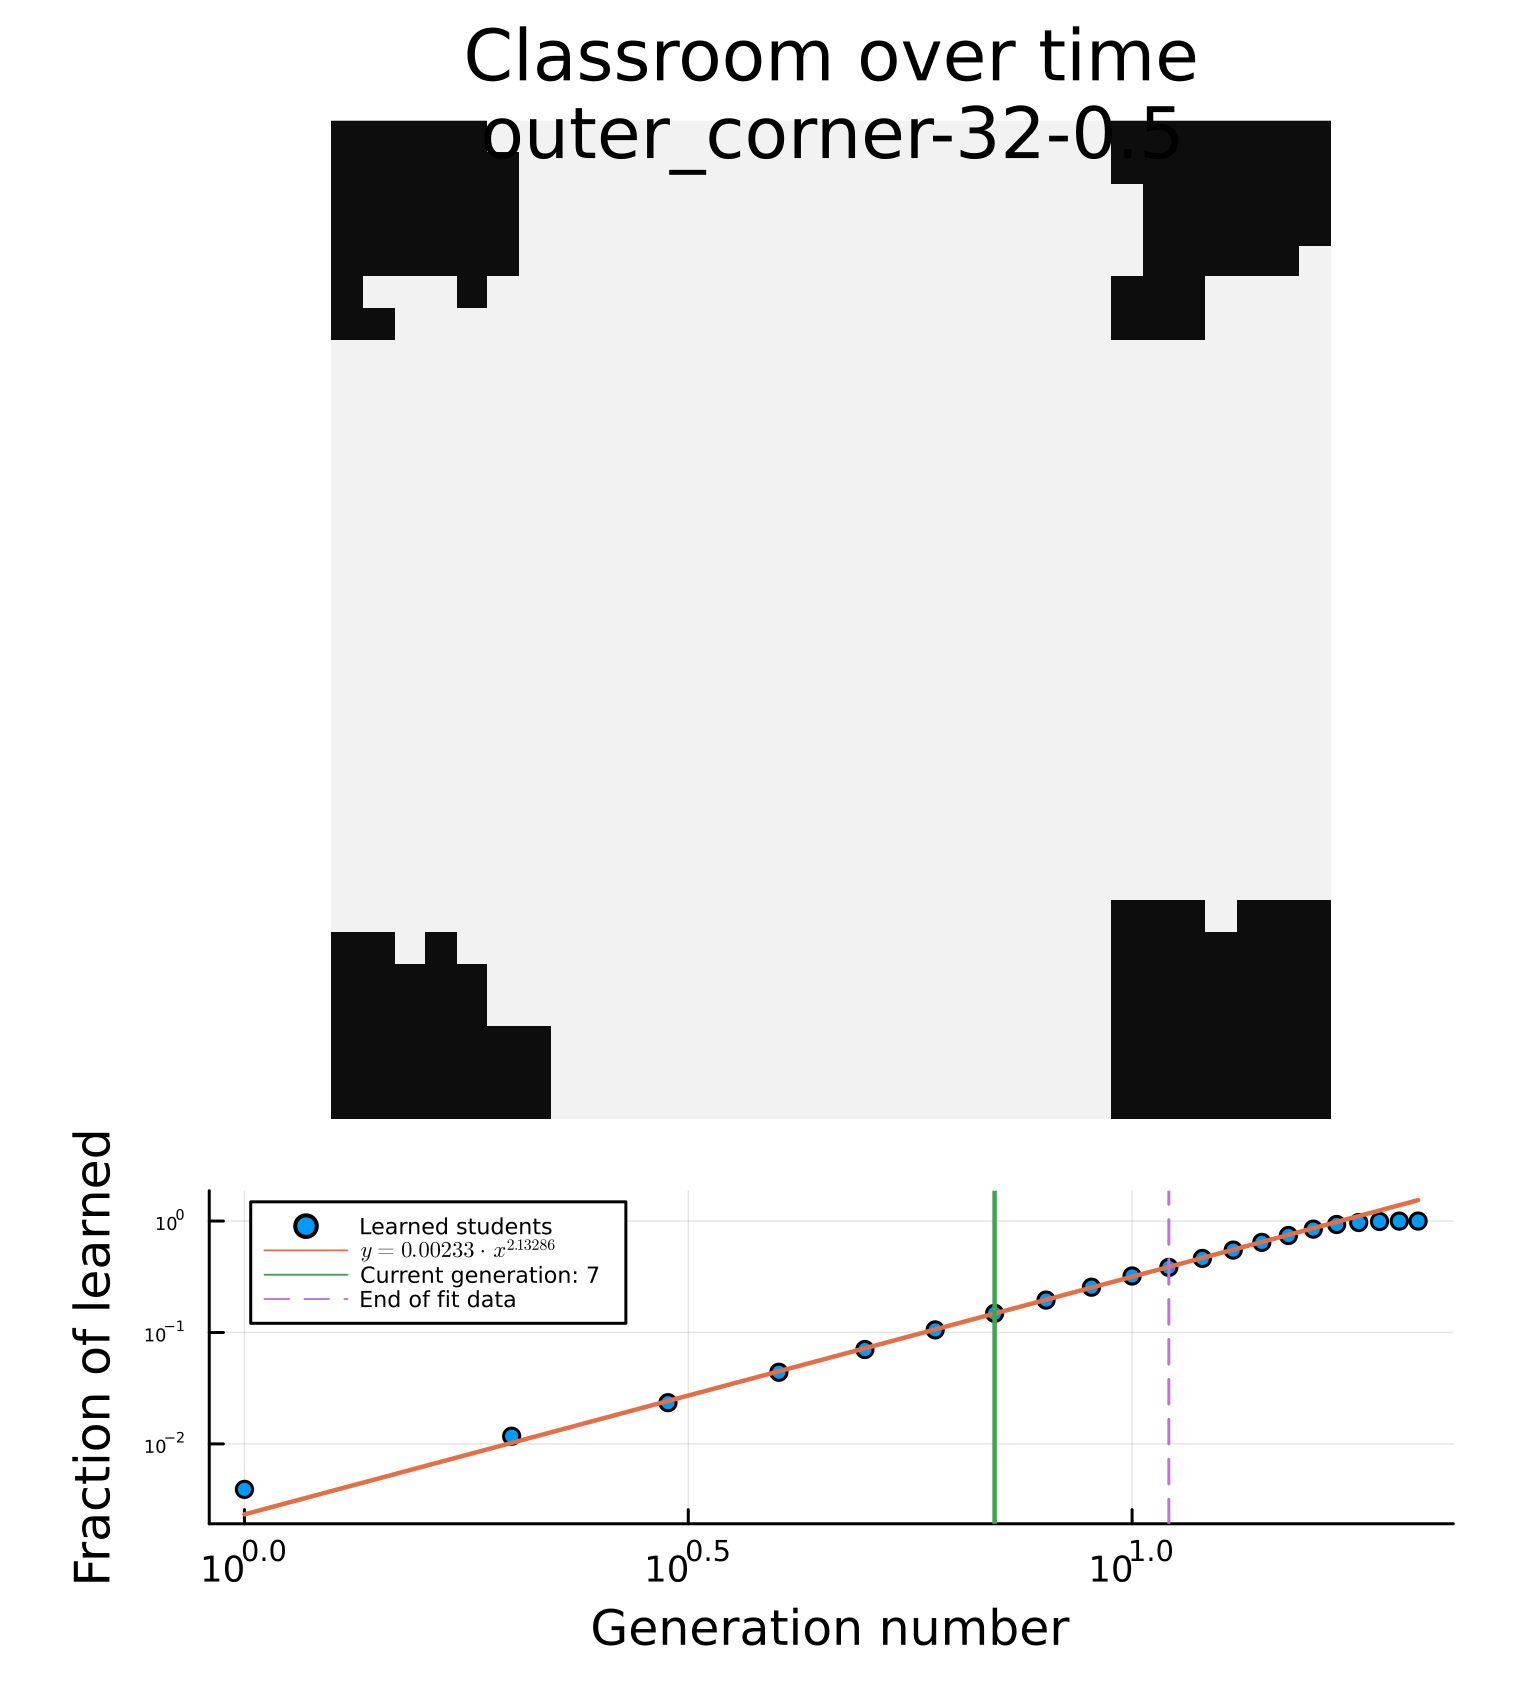 Classroom over time
outer_corner-32-0.5
Fraction of learned
10^0
10^-1
10^-2
Learned students
y = 0.00233 · x^2.13286
Current generation: 7
End of fit data
10^0.0
10^0.5
10^1.0
Generation number